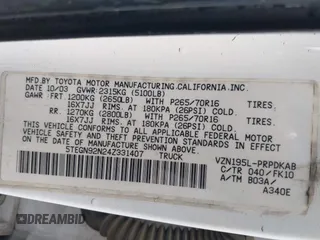 MFD. BY TOYOTA MOTOR MANUFACTURING.CALIFORNIA.INC.
DATE: 10/03 GVWR:2315KG (5100LB)
GAWR FRT.1200KG (2650LB) WITH P265/70R16 TIRES.
16X7JJ RIMS. AT 180KPA (26PSI) COLD.
RR. 1270KG (2800LB) WITH P265/70R16 TIRES.
16X7JJ RIMS. AT 180KPA (26PSI) COLD.
THIS VEHICLE CONFORMS TO ALL APPLICABLE
FEDERAL MOTOR VEHICLE SAFETY STANDARDS IN EFFECT
ON THE DATE OF MANUFACTURE SHOWN ABOVE.
5TEGN92N24Z331407 TRUCK
VZN195L-PRPDKAB
C/TR 040/FK10
A/TM 803A/
A340E
DREAMBID